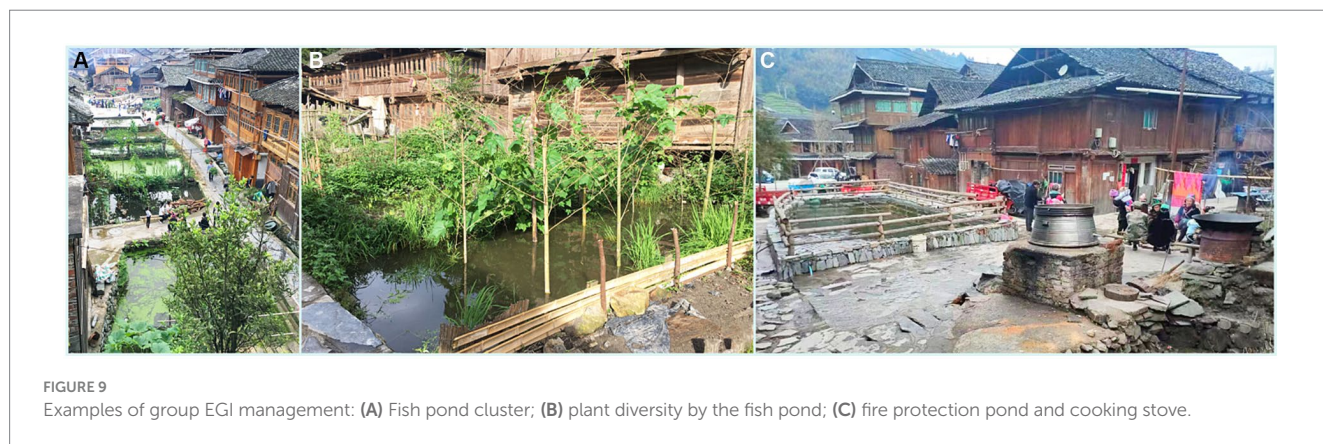 A
B
C
FIGURE 9
Examples of group EGI management: (A) Fish pond cluster; (B) plant diversity by the fish pond; (C) fire protection pond and cooking stove.